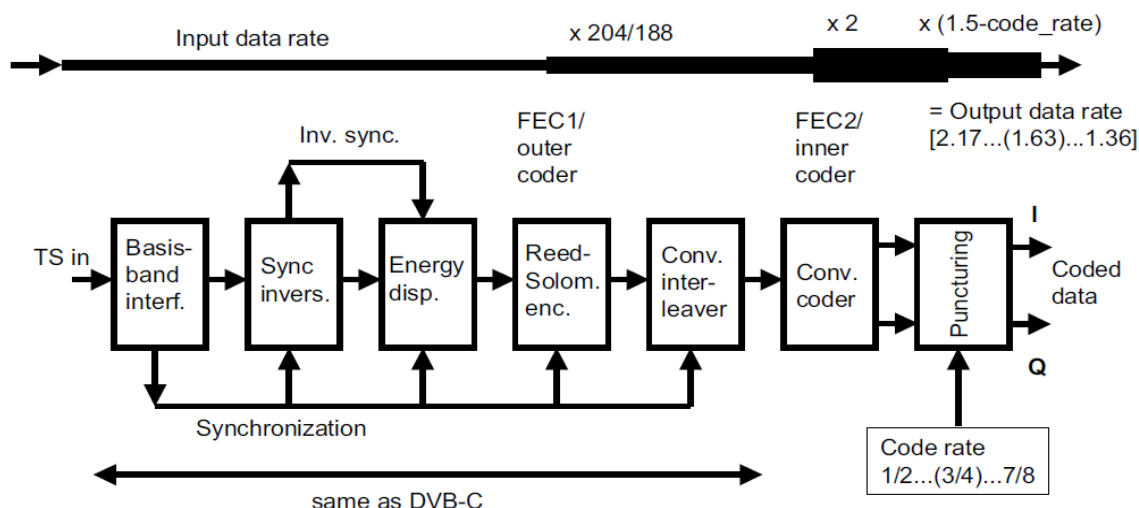 Input data rate
x 204/188
x 2
x (1.5-code_rate)
= Output data rate
[2.17...(1.63)...1.36]
Inv. sync.
FEC1/
outer
coder
FEC2/
inner
coder
TS in
Basis-
band
interf.
Sync
invers.
Energy
disp.
Reed-
Solom.
enc.
Conv.
inter-
leaver
Conv.
coder
Puncturing
I
Coded
data
Q
Synchronization
Code rate
1/2...(3/4)...7/8
same as DVB-C